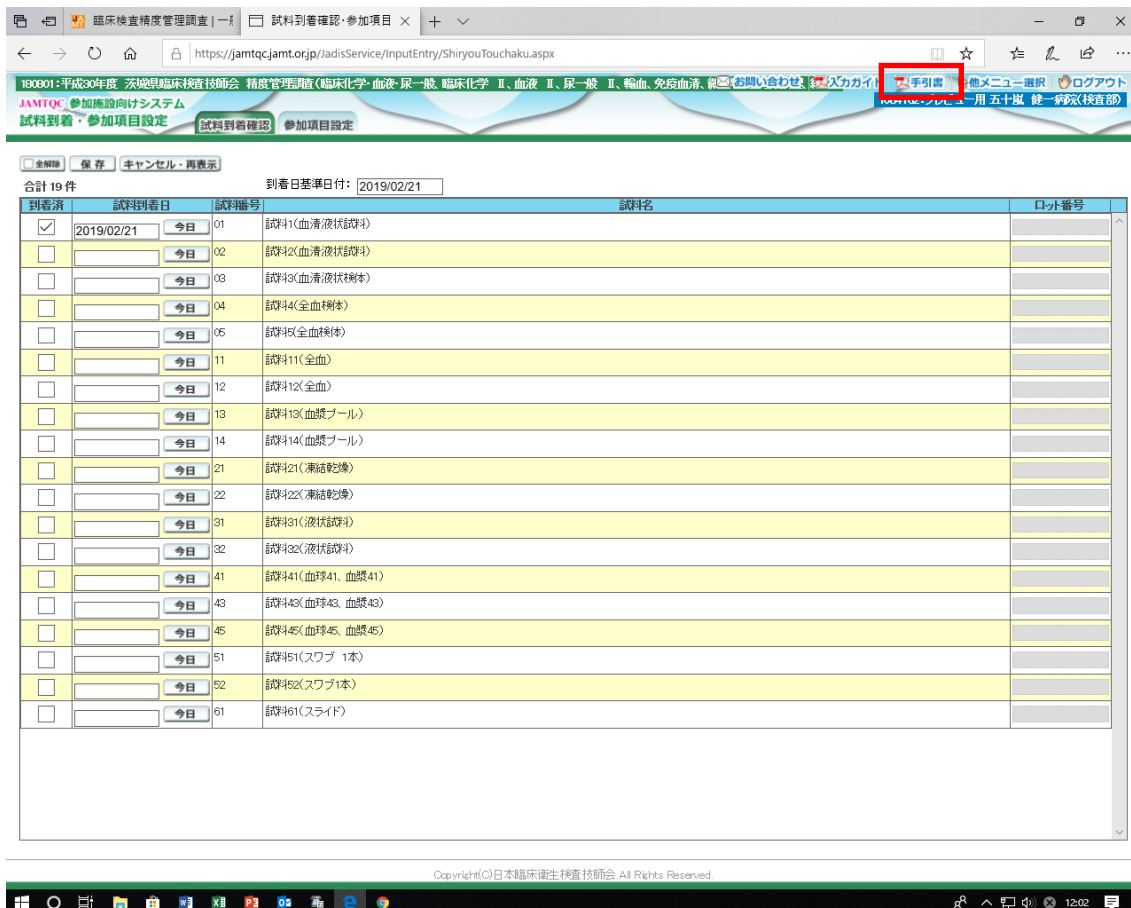 臨床検査精度管理調査 | 一般
試料到着確認・参加項目
https://jamtqc.jamt.or.jp/JadisService/InputEntry/ShiryouTouchaku.aspx
180801:平成30年度 茨城県臨床検査技師会 精度管理調査(臨床化学・血液・尿一般、臨床化学 Ⅱ、血液 Ⅱ、尿一般 Ⅱ、輸血、免疫血清、
お問い合わせ 入力ガイド 手引書 他メニュー選択 ログアウト
JAMTQC 参加施設向けシステム
プレビュー用 五十嵐 健一病院(検査部)
試料到着・参加項目設定 試料到着確認 参加項目設定
全解除 保存 キャンセル・再表示
合計 19 件 到着日基準日付: 2019/02/21
到着済 試料到着日 試料番号 試料名 ロット番号
2019/02/21 今日 01 試料1(血清液状試料)
今日 02 試料2(血清液状試料)
今日 03 試料3(血清液状検体)
今日 04 試料4(全血検体)
今日 05 試料5(全血検体)
今日 11 試料11(全血)
今日 12 試料12(全血)
今日 13 試料13(血漿プール)
今日 14 試料14(血漿プール)
今日 21 試料21(凍結乾燥)
今日 22 試料22(凍結乾燥)
今日 31 試料31(液状試料)
今日 32 試料32(液状試料)
今日 41 試料41(血球41、血漿41)
今日 43 試料43(血球43、血漿43)
今日 45 試料45(血球45、血漿45)
今日 51 試料51(スワブ 1本)
今日 52 試料52(スワブ1本)
今日 61 試料61(スライド)
Copyright(C)日本臨床衛生検査技師会 All Rights Reserved.
12:02